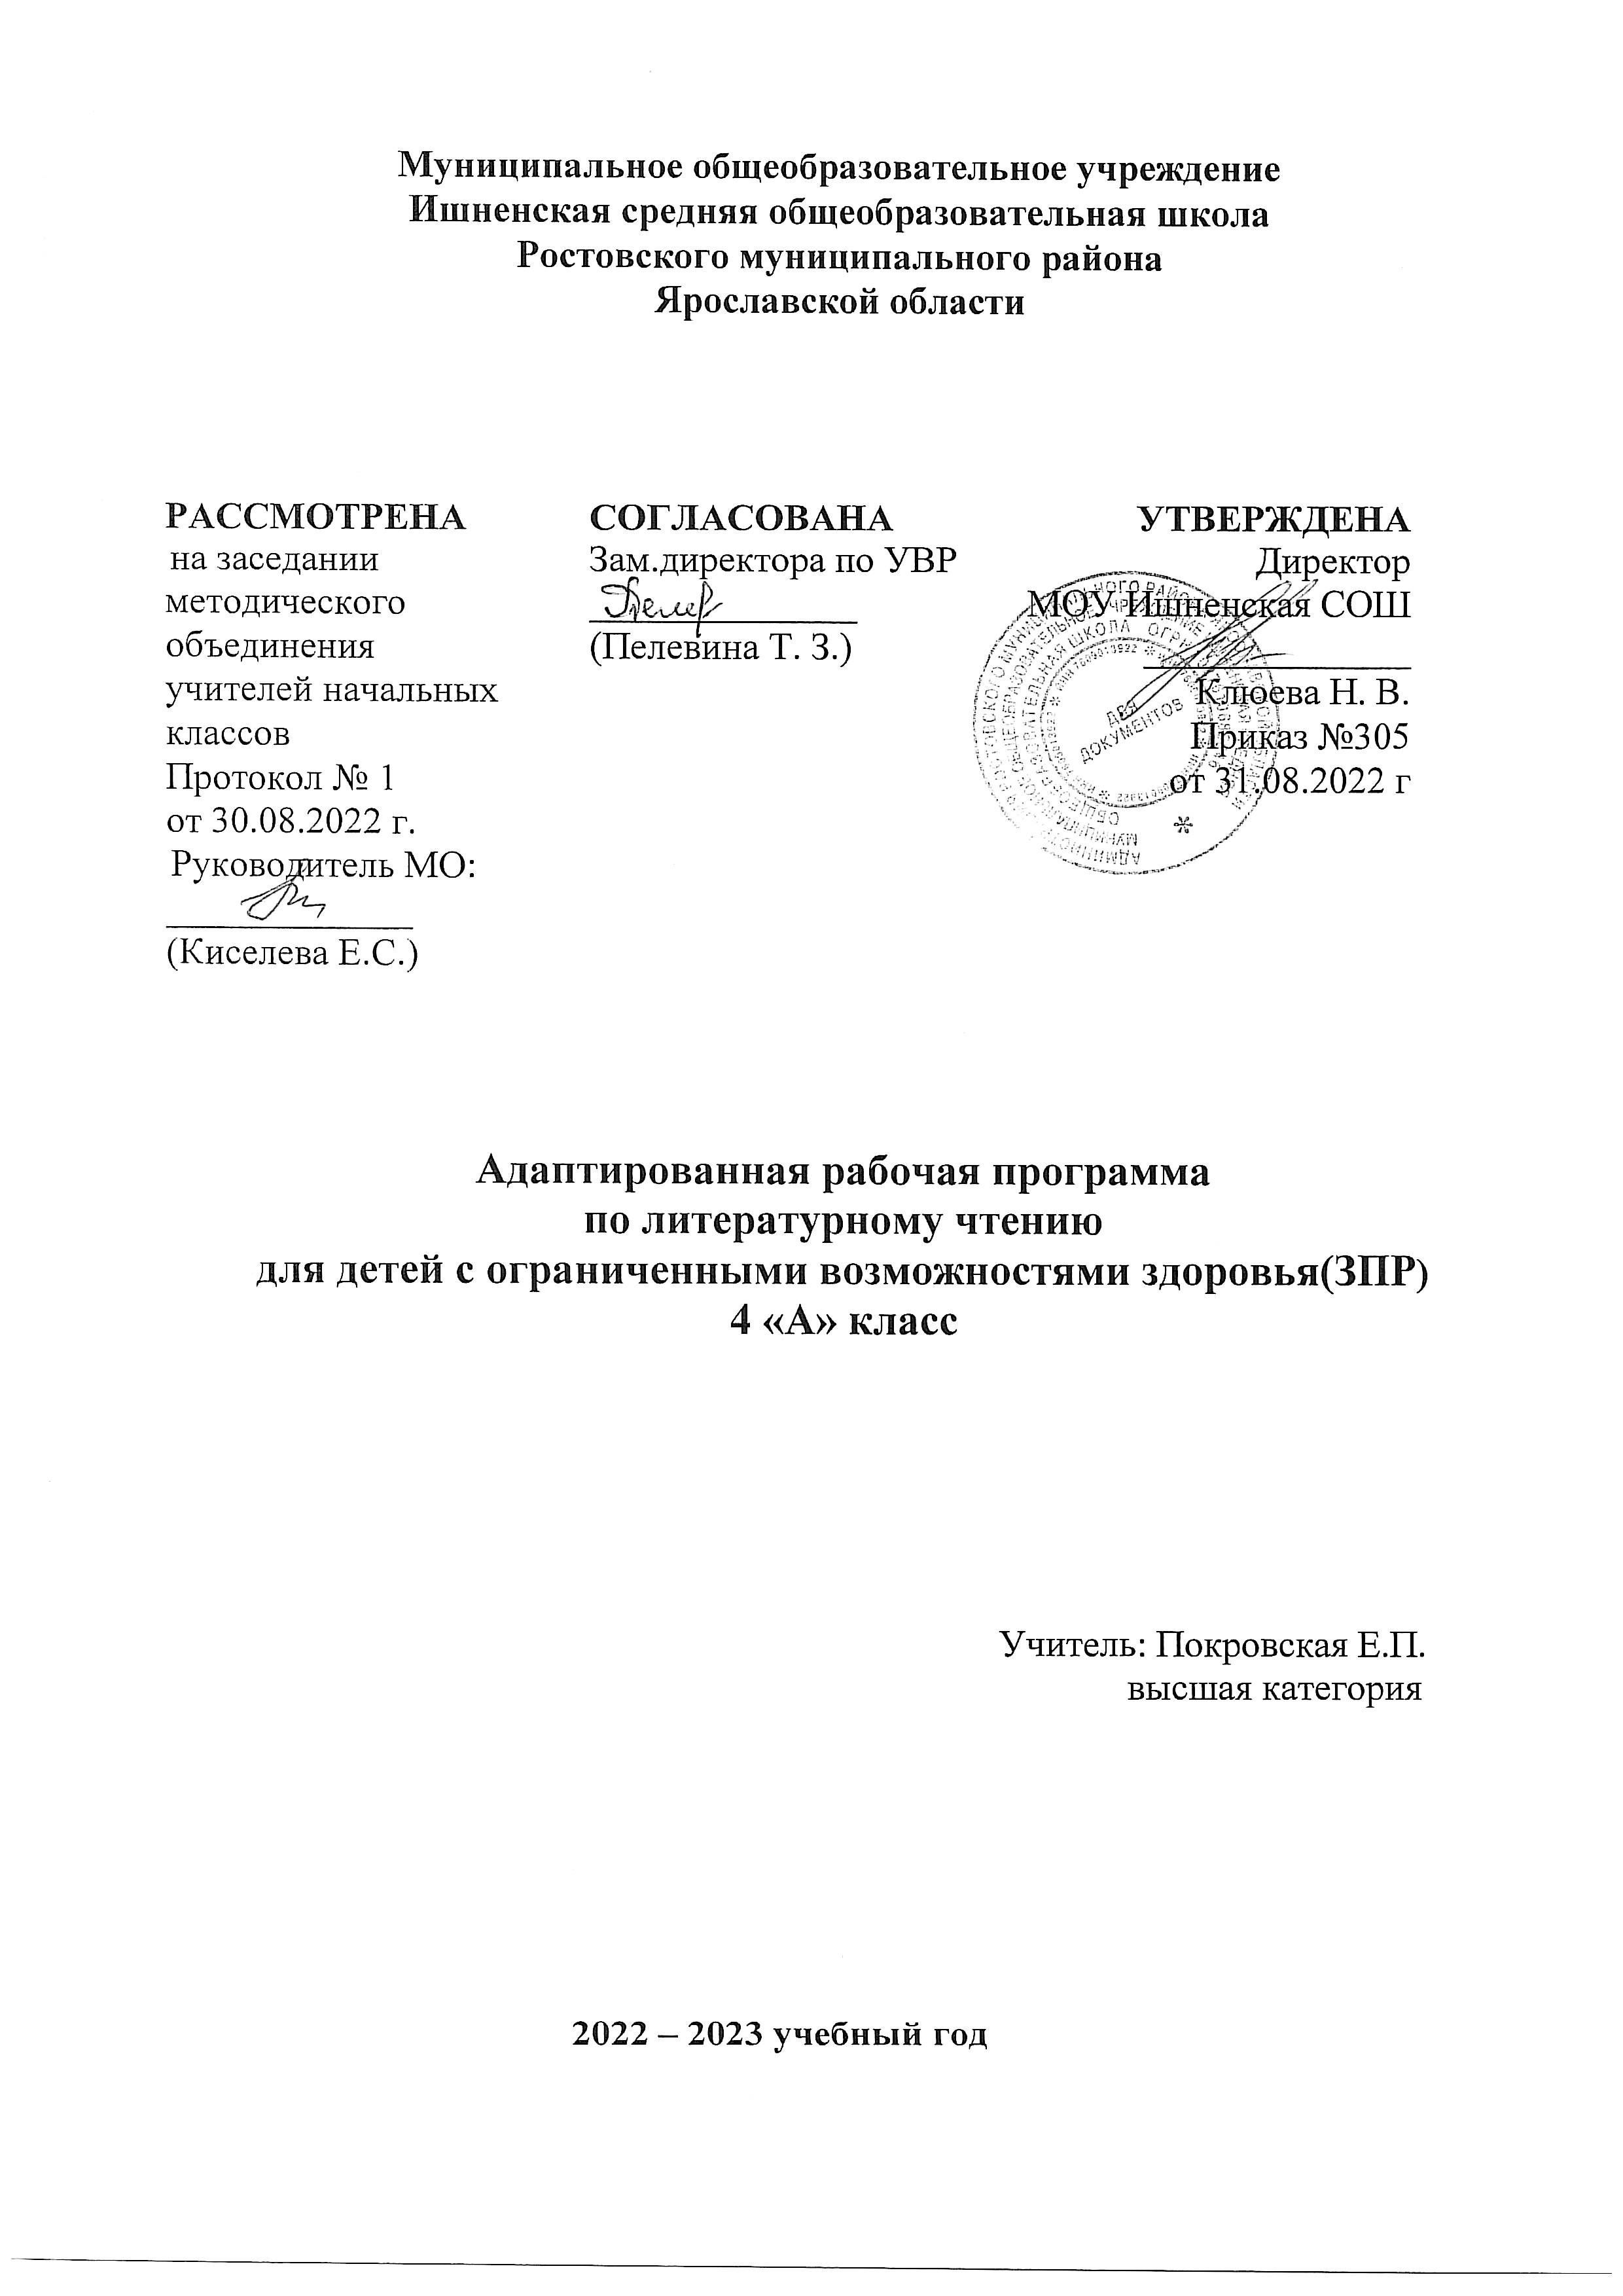 Муниципальное общеобразовательное учреждение
Ишненская средняя общеобразовательная школа
Ростовского муниципального района
Ярославской области
РАССМОТРЕНА
на заседании
методического
объединения
учителей начальных
классов
Протокол № 1
от 30.08.2022 г.
Руководитель МО:
(Киселева Е.С.)
СОГЛАСОВАНА
Зам.директора по УВР
(Пелевина Т. З.)
УТВЕРЖДЕНА
Директор
МОУ Ишненская СОШ
Клюева Н. В.
Приказ №305
от 31.08.2022 г
ДЛЯ
ДОКУМЕНТОВ
Адаптированная рабочая программа
по литературному чтению
для детей с ограниченными возможностями здоровья(ЗПР)
4 «А» класс
Учитель: Покровская Е.П.
высшая категория
2022 – 2023 учебный год